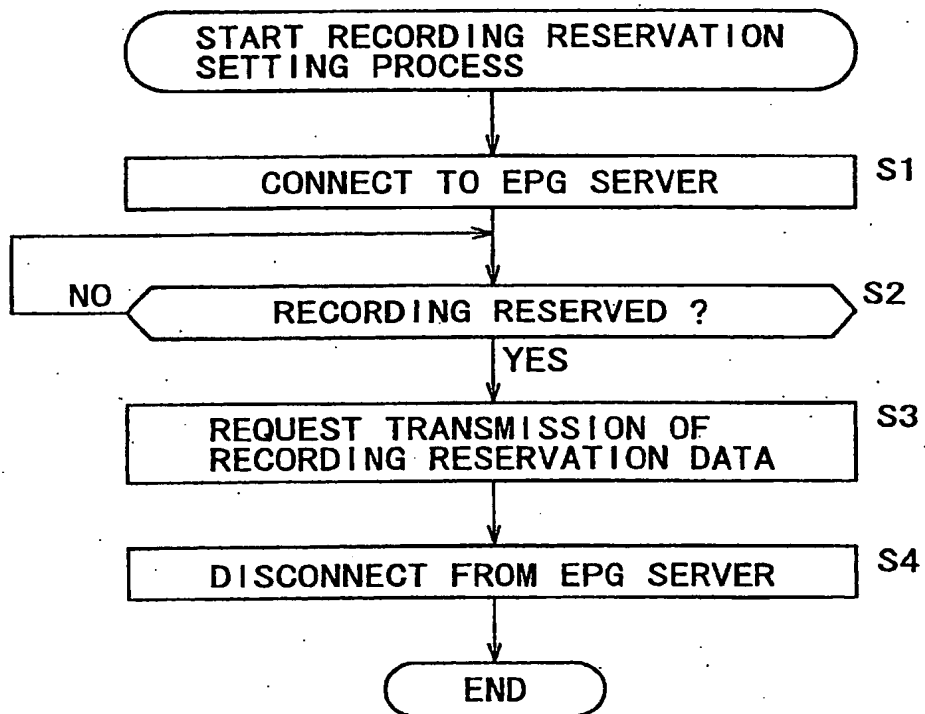 START RECORDING RESERVATION
SETTING PROCESS
CONNECT TO EPG SERVER
S1
NO
RECORDING RESERVED ?
S2
YES
REQUEST TRANSMISSION OF
RECORDING RESERVATION DATA
S3
DISCONNECT FROM EPG SERVER
S4
END